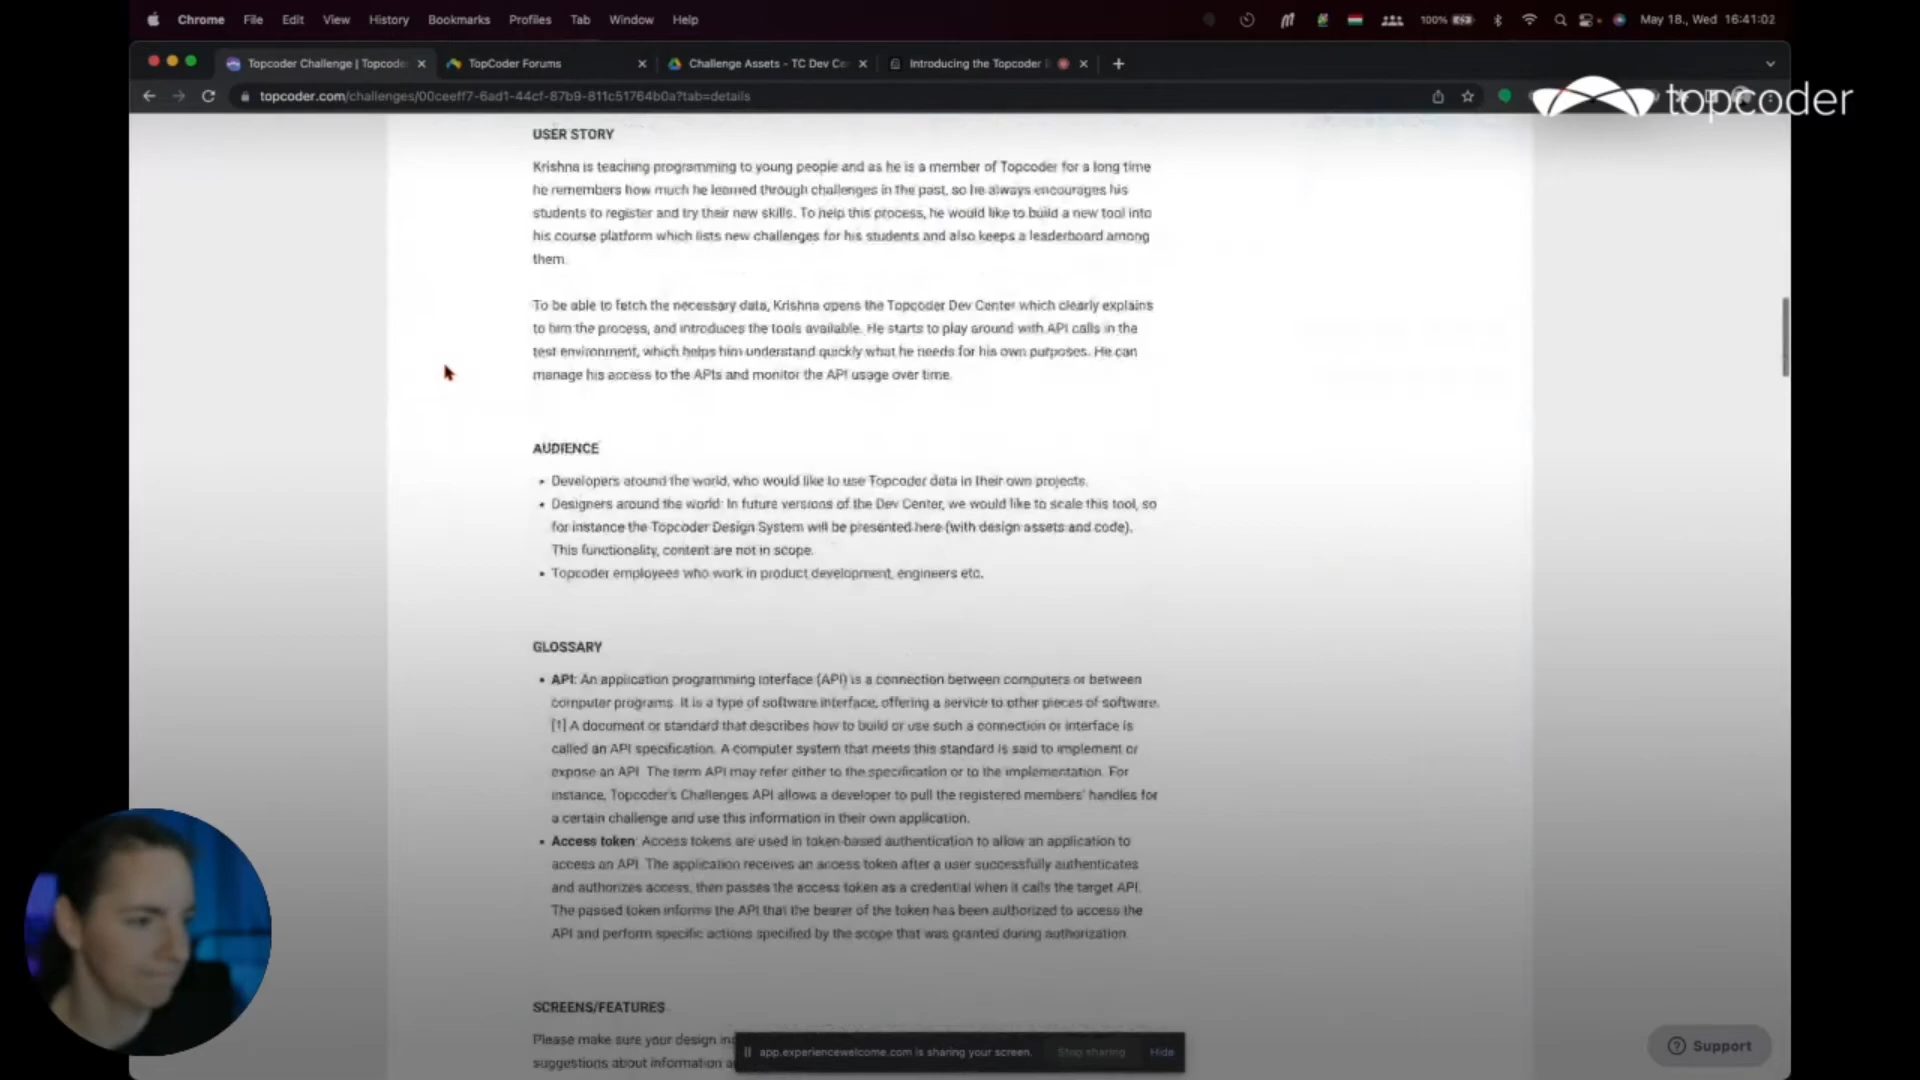 Chrome File Edit View History Bookmarks Profiles Tab Window Help 100% May 18., Wed 16:41:02
Topcoder Challenge | Topcode TopCoder Forums Challenge Assets - TC Dev Ce Introducing the Topcoder
topcoder.com/challenges/00ceeff7-6ad1-44cf-87b9-811c51764b0a?tab=details
topcoder
USER STORY
Krishna is teaching programming to young people and as he is a member of Topcoder for a long time
he remembers how much he learned through challenges in the past, so he always encourages his
students to register and try their new skills. To help this process, he would like to build a new tool into
his course platform which lists new challenges for his students and also keeps a leaderboard among
them.
To be able to fetch the necessary data, Krishna opens the Topcoder Dev Center which clearly explains
to him the process, and introduces the tools available. He starts to play around with API calls in the
test environment, which helps him understand quickly what he needs for his own purposes. He can
manage his access to the APIs and monitor the API usage over time.
AUDIENCE
• Developers around the world, who would like to use Topcoder data in their own projects.
• Designers around the world: In future versions of the Dev Center, we would like to scale this tool, so
for instance the Topcoder Design System will be presented here (with design assets and code).
This functionality, content are not in scope.
• Topcoder employees who work in product development, engineers etc.
GLOSSARY
• API: An application programming interface (API) is a connection between computers or between
computer programs. It is a type of software interface, offering a service to other pieces of software.
[1] A document or standard that describes how to build or use such a connection or interface is
called an API specification. A computer system that meets this standard is said to implement or
expose an API. The term API may refer either to the specification or to the implementation. For
instance, Topcoder's Challenges API allows a developer to pull the registered members' handles for
a certain challenge and use this information in their own application.
• Access token: Access tokens are used in token-based authentication to allow an application to
access an API. The application receives an access token after a user successfully authenticates
and authorizes access, then passes the access token as a credential when it calls the target API.
The passed token informs the API that the bearer of the token has been authorized to access the
API and perform specific actions specified by the scope that was granted during authorization.
SCREENS/FEATURES
Please make sure your design
suggestions about information
app.experiencewelcome.com is sharing your screen. Stop sharing Hide
Support